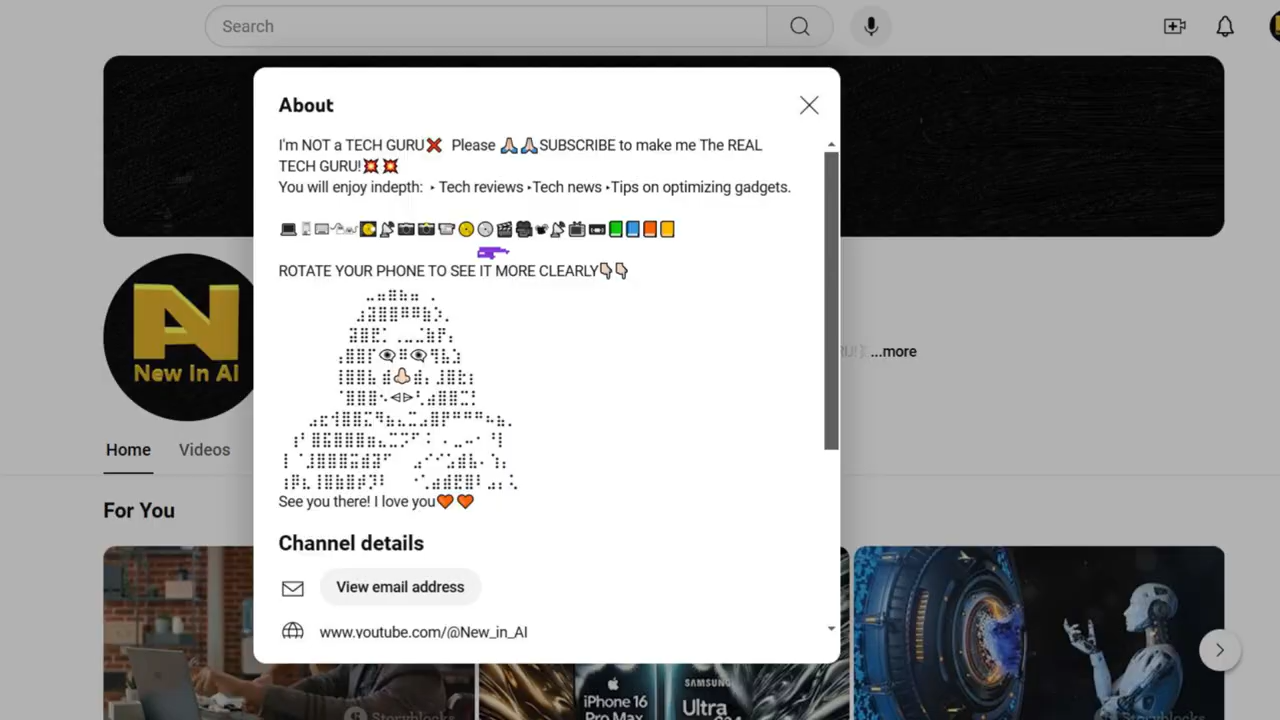 Search
About
I'm NOT a TECH GURU❌ Please 🙏🏻🙏🏻SUBSCRIBE to make me The REAL
TECH GURU!💥💥
You will enjoy indepth: ‣ Tech reviews ‣Tech news ‣Tips on optimizing gadgets.
ROTATE YOUR PHONE TO SEE IT MORE CLEARLY👇🏻👇🏻
See you there! I love you🧡🧡
...more
New In AI
Home
Videos
For You
Channel details
View email address
www.youtube.com/@New_in_AI
iPhone 16
Pro Max
SAMSUNG
Ultra
Storyblocks
Storyblocks